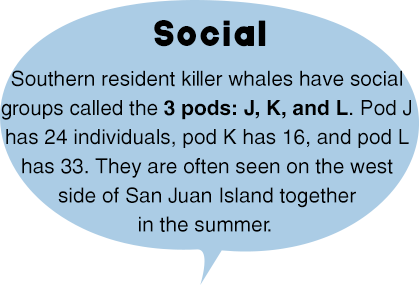 Social
Southern resident killer whales have social
groups called the 3 pods: J, K, and L. Pod J
has 24 individuals, pod K has 16, and pod L
has 33. They are often seen on the west
side of San Juan Island together
in the summer.